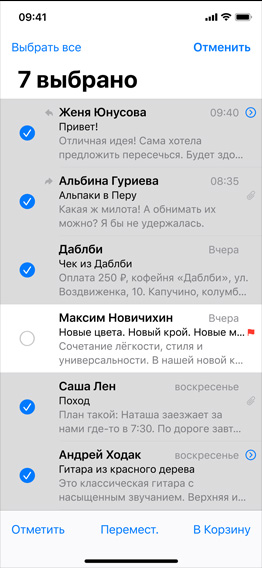 09:41
Выбрать все Отменить
7 выбрано
Женя Юнусова 09:40
Привет!
Отличная идея! Сама хотела
предложить пересечься. Будет здо...
Альбина Гуриева 08:35
Альпаки в Перу
Какая ж милота! А обнимать их
можно? Я бы не удержалась.
Даблби Вчера
Чек из Даблби
Оплата 250 ₽, кофейня «Даблби», ул.
Воздвиженка, 10. Капучино, колумб...
Максим Новичихин Вчера
Новые цвета. Новый крой. Новые м...
Сочетание лёгкости, стиля и
универсальности. В нашей новой к...
Саша Лен воскресенье
Поход
План такой: Наташа заезжает за
нами где-то в 7:30. По дороге завт...
Андрей Ходак воскресенье
Гитара из красного дерева
Это классическая гитара с
насыщенным звучанием. Верхняя и...
Отметить Перемест. В Корзину